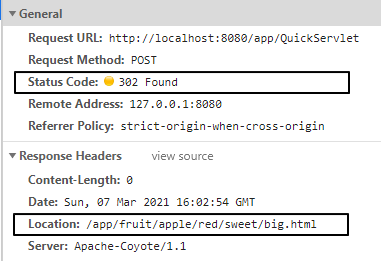 General
Request URL: http://localhost:8080/app/QuickServlet
Request Method: POST
Status Code: 302 Found
Remote Address: 127.0.0.1:8080
Referrer Policy: strict-origin-when-cross-origin
Response Headers view source
Content-Length: 0
Date: Sun, 07 Mar 2021 16:02:54 GMT
Location: /app/fruit/apple/red/sweet/big.html
Server: Apache-Coyote/1.1